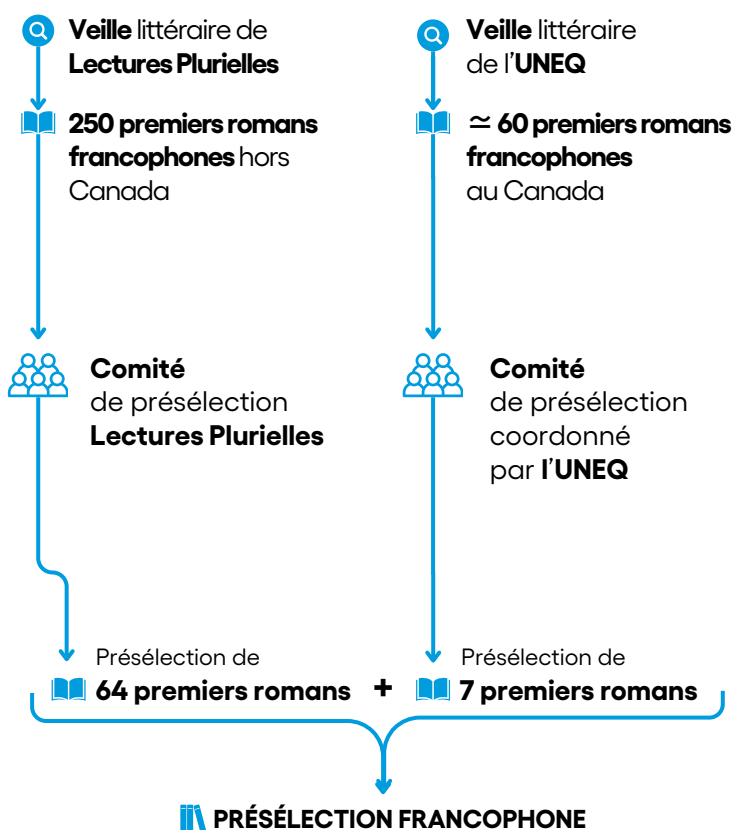 Veille littéraire de
Lectures Plurielles
250 premiers romans
francophones hors
Canada
Comité
de présélection
Lectures Plurielles
Présélection de
64 premiers romans
+
Veille littéraire
de l'UNEQ
≃ 60 premiers romans
francophones
au Canada
Comité
de présélection
coordonné
par l'UNEQ
Présélection de
7 premiers romans
PRÉSÉLECTION FRANCOPHONE